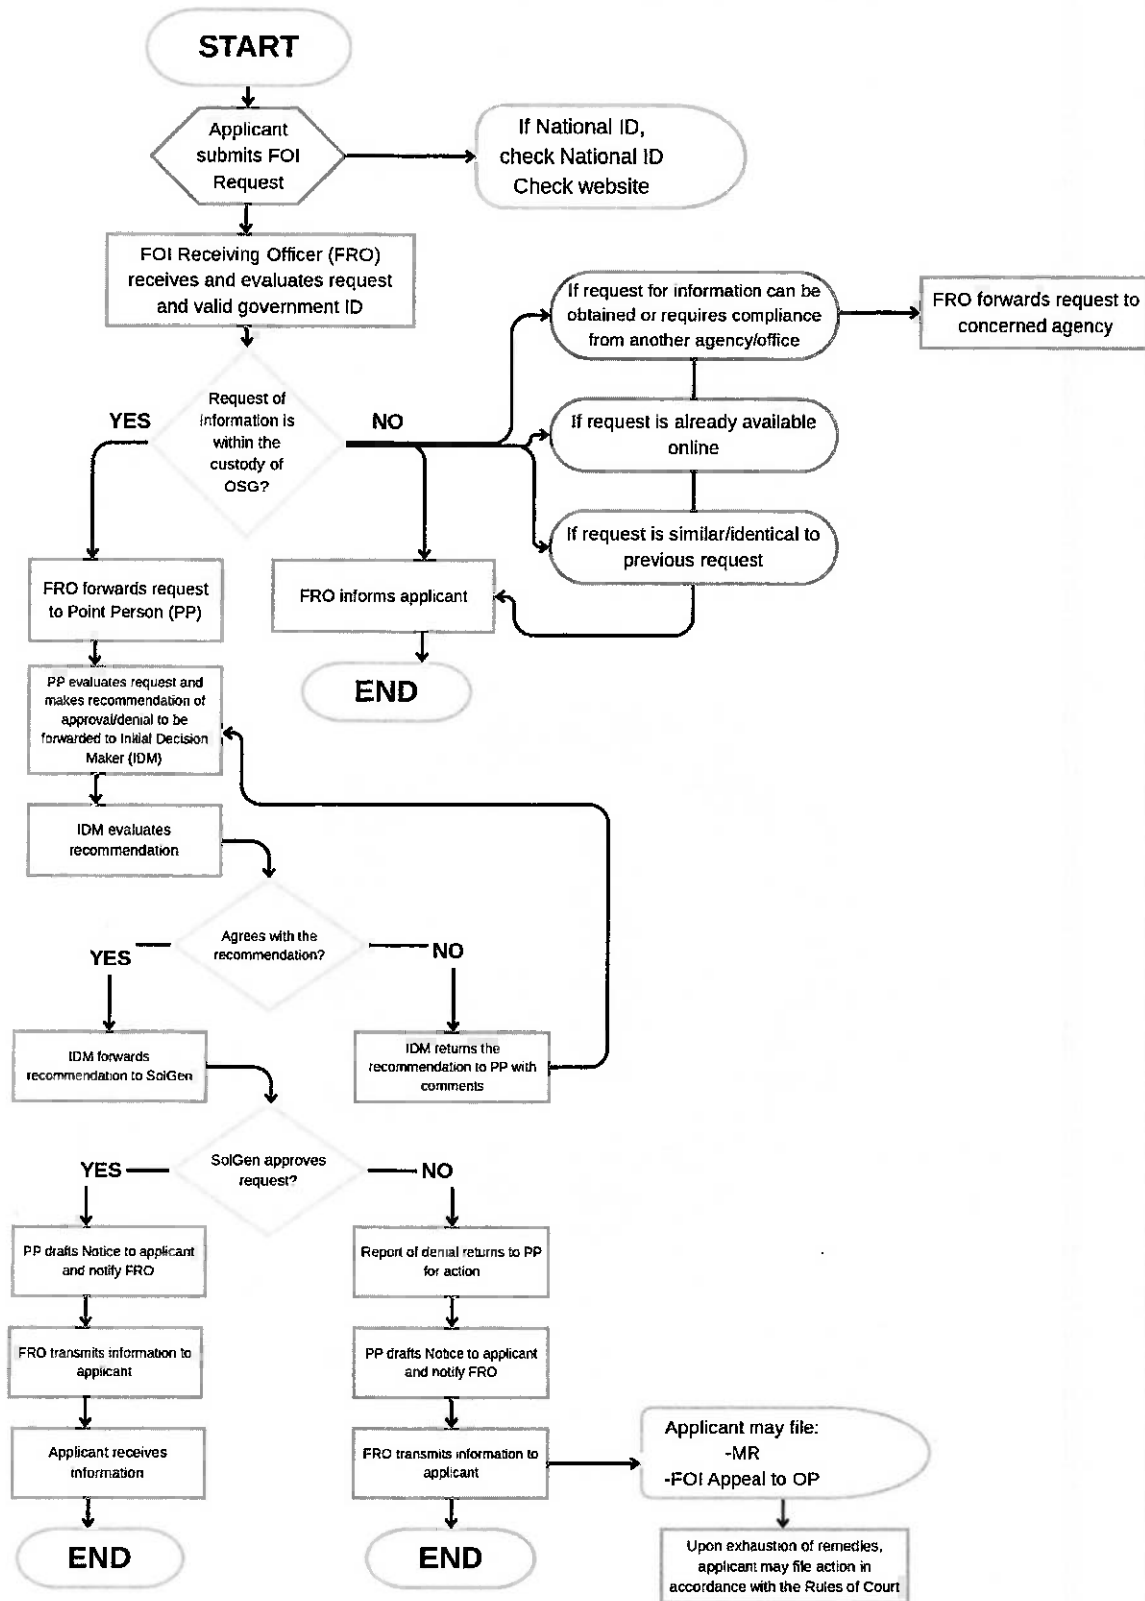 START
Applicant
submits FOI
Request
If National ID,
check National ID
Check website
FOI Receiving Officer (FRO)
receives and evaluates request
and valid government ID
If request for information can be
obtained or requires compliance
from another agency/office
FRO forwards request to
concerned agency
Request of
Information is
within the
custody of
OSG?
YES
NO
If request is already available
online
If request is similar/identical to
previous request
FRO forwards request
to Point Person (PP)
FRO informs applicant
END
PP evaluates request and
makes recommendation of
approval/denial to be
forwarded to Initial Decision
Maker (IDM)
IDM evaluates
recommendation
Agrees with the
recommendation?
YES
NO
IDM forwards
recommendation to SolGen
IDM returns the
recommendation to PP with
comments
SolGen approves
request?
YES
NO
PP drafts Notice to applicant
and notify FRO
Report of denial returns to PP
for action
FRO transmits information to
applicant
PP drafts Notice to applicant
and notify FRO
Applicant receives
information
FRO transmits information to
applicant
Applicant may file:
-MR
-FOI Appeal to OP
END
END
Upon exhaustion of remedies,
applicant may file action in
accordance with the Rules of Court